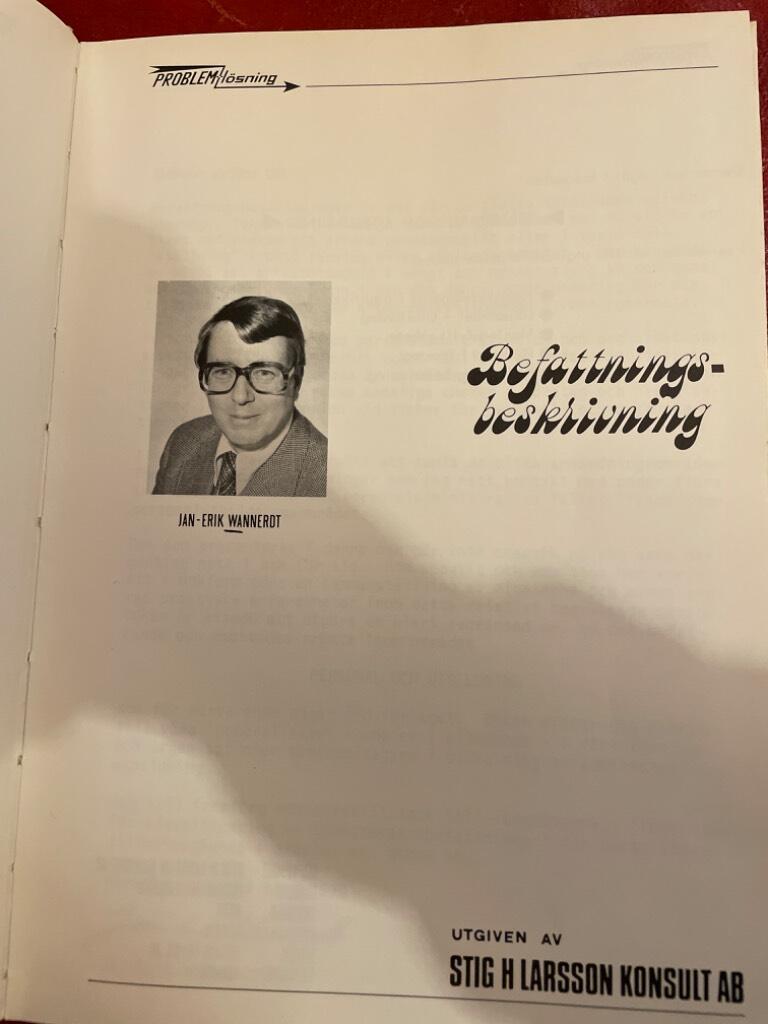 PROBLEMlösning
Befattnings-
beskrivning
JAN-ERIK WANNERDT
UTGIVEN AV
STIG H LARSSON KONSULT AB